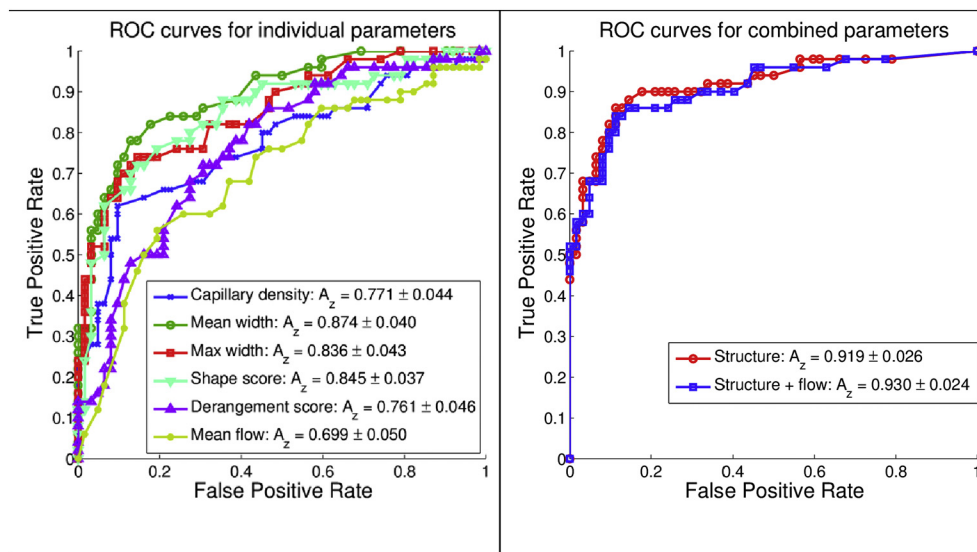 ROC curves for individual parameters
1
0.9
0.8
0.7
0.6
0.5
0.4
0.3
0.2
0.1
0
True Positive Rate
Capillary density: A_z = 0.771 ± 0.044
Mean width: A_z = 0.874 ± 0.040
Max width: A_z = 0.836 ± 0.043
Shape score: A_z = 0.845 ± 0.037
Derangement score: A_z = 0.761 ± 0.046
Mean flow: A_z = 0.699 ± 0.050
0 0.2 0.4 0.6 0.8 1
False Positive Rate
ROC curves for combined parameters
1
0.9
0.8
0.7
0.6
0.5
0.4
0.3
0.2
0.1
0
True Positive Rate
Structure: A_z = 0.919 ± 0.026
Structure + flow: A_z = 0.930 ± 0.024
0 0.2 0.4 0.6 0.8 1
False Positive Rate